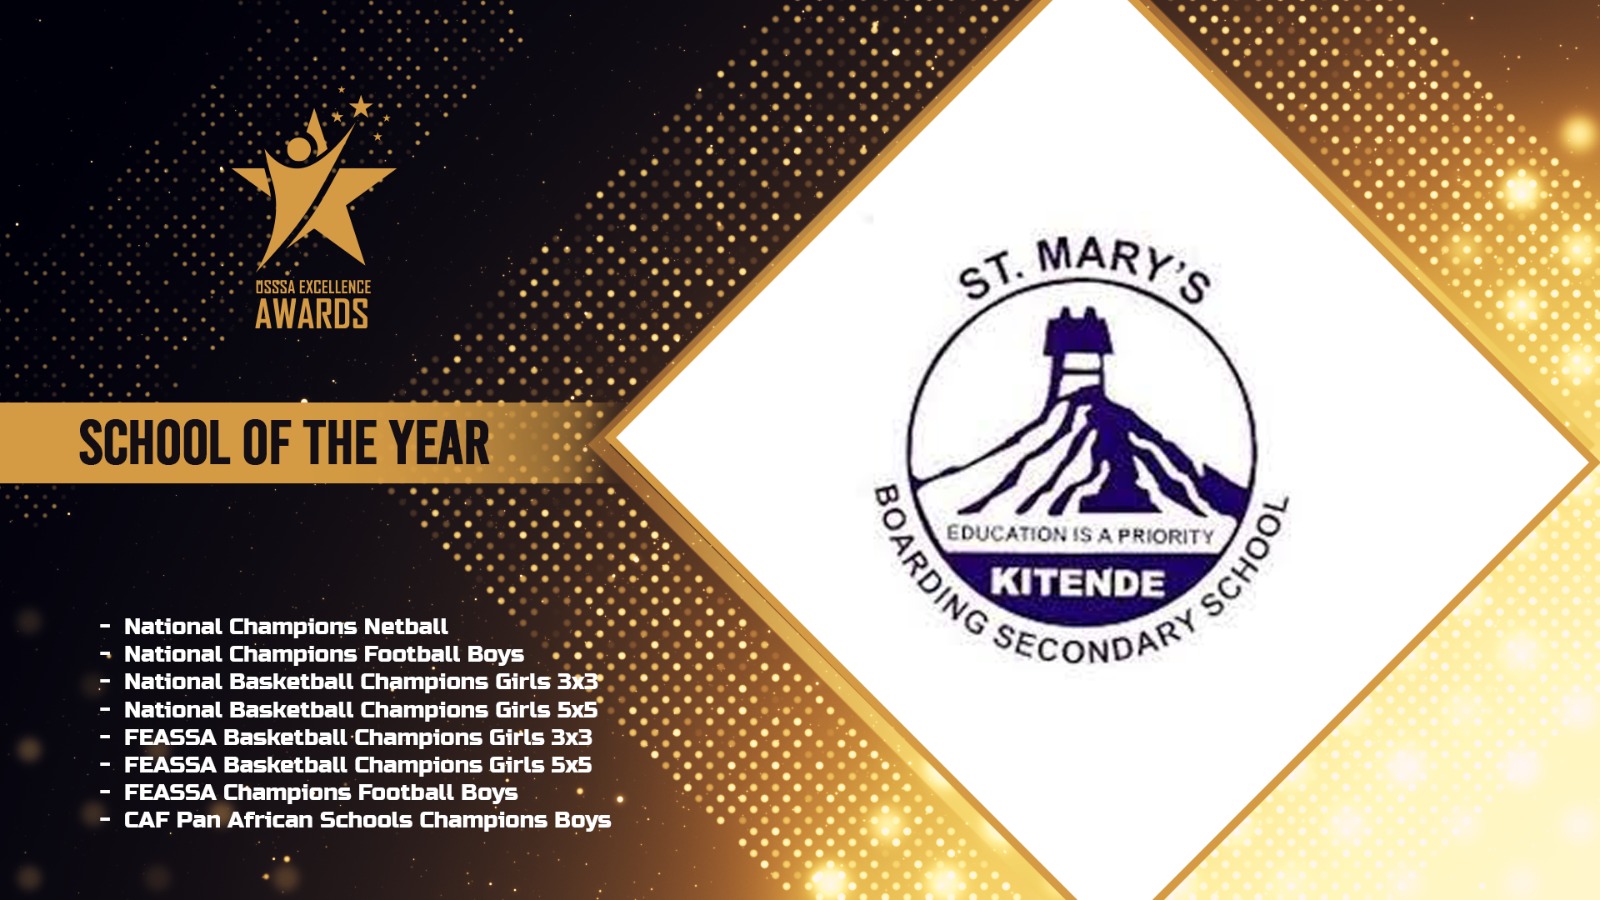 USSSA EXCELLENCE
AWARDS
SCHOOL OF THE YEAR
- National Champions Netball
- National Champions Football Boys
- National Basketball Champions Girls 3x3
- National Basketball Champions Girls 5x5
- FEASSA Basketball Champions Girls 3x3
- FEASSA Basketball Champions Girls 5x5
- FEASSA Champions Football Boys
- CAF Pan African Schools Champions Boys
ST. MARY'S
EDUCATION IS A PRIORITY
KITENDE
BOARDING SECONDARY SCHOOL